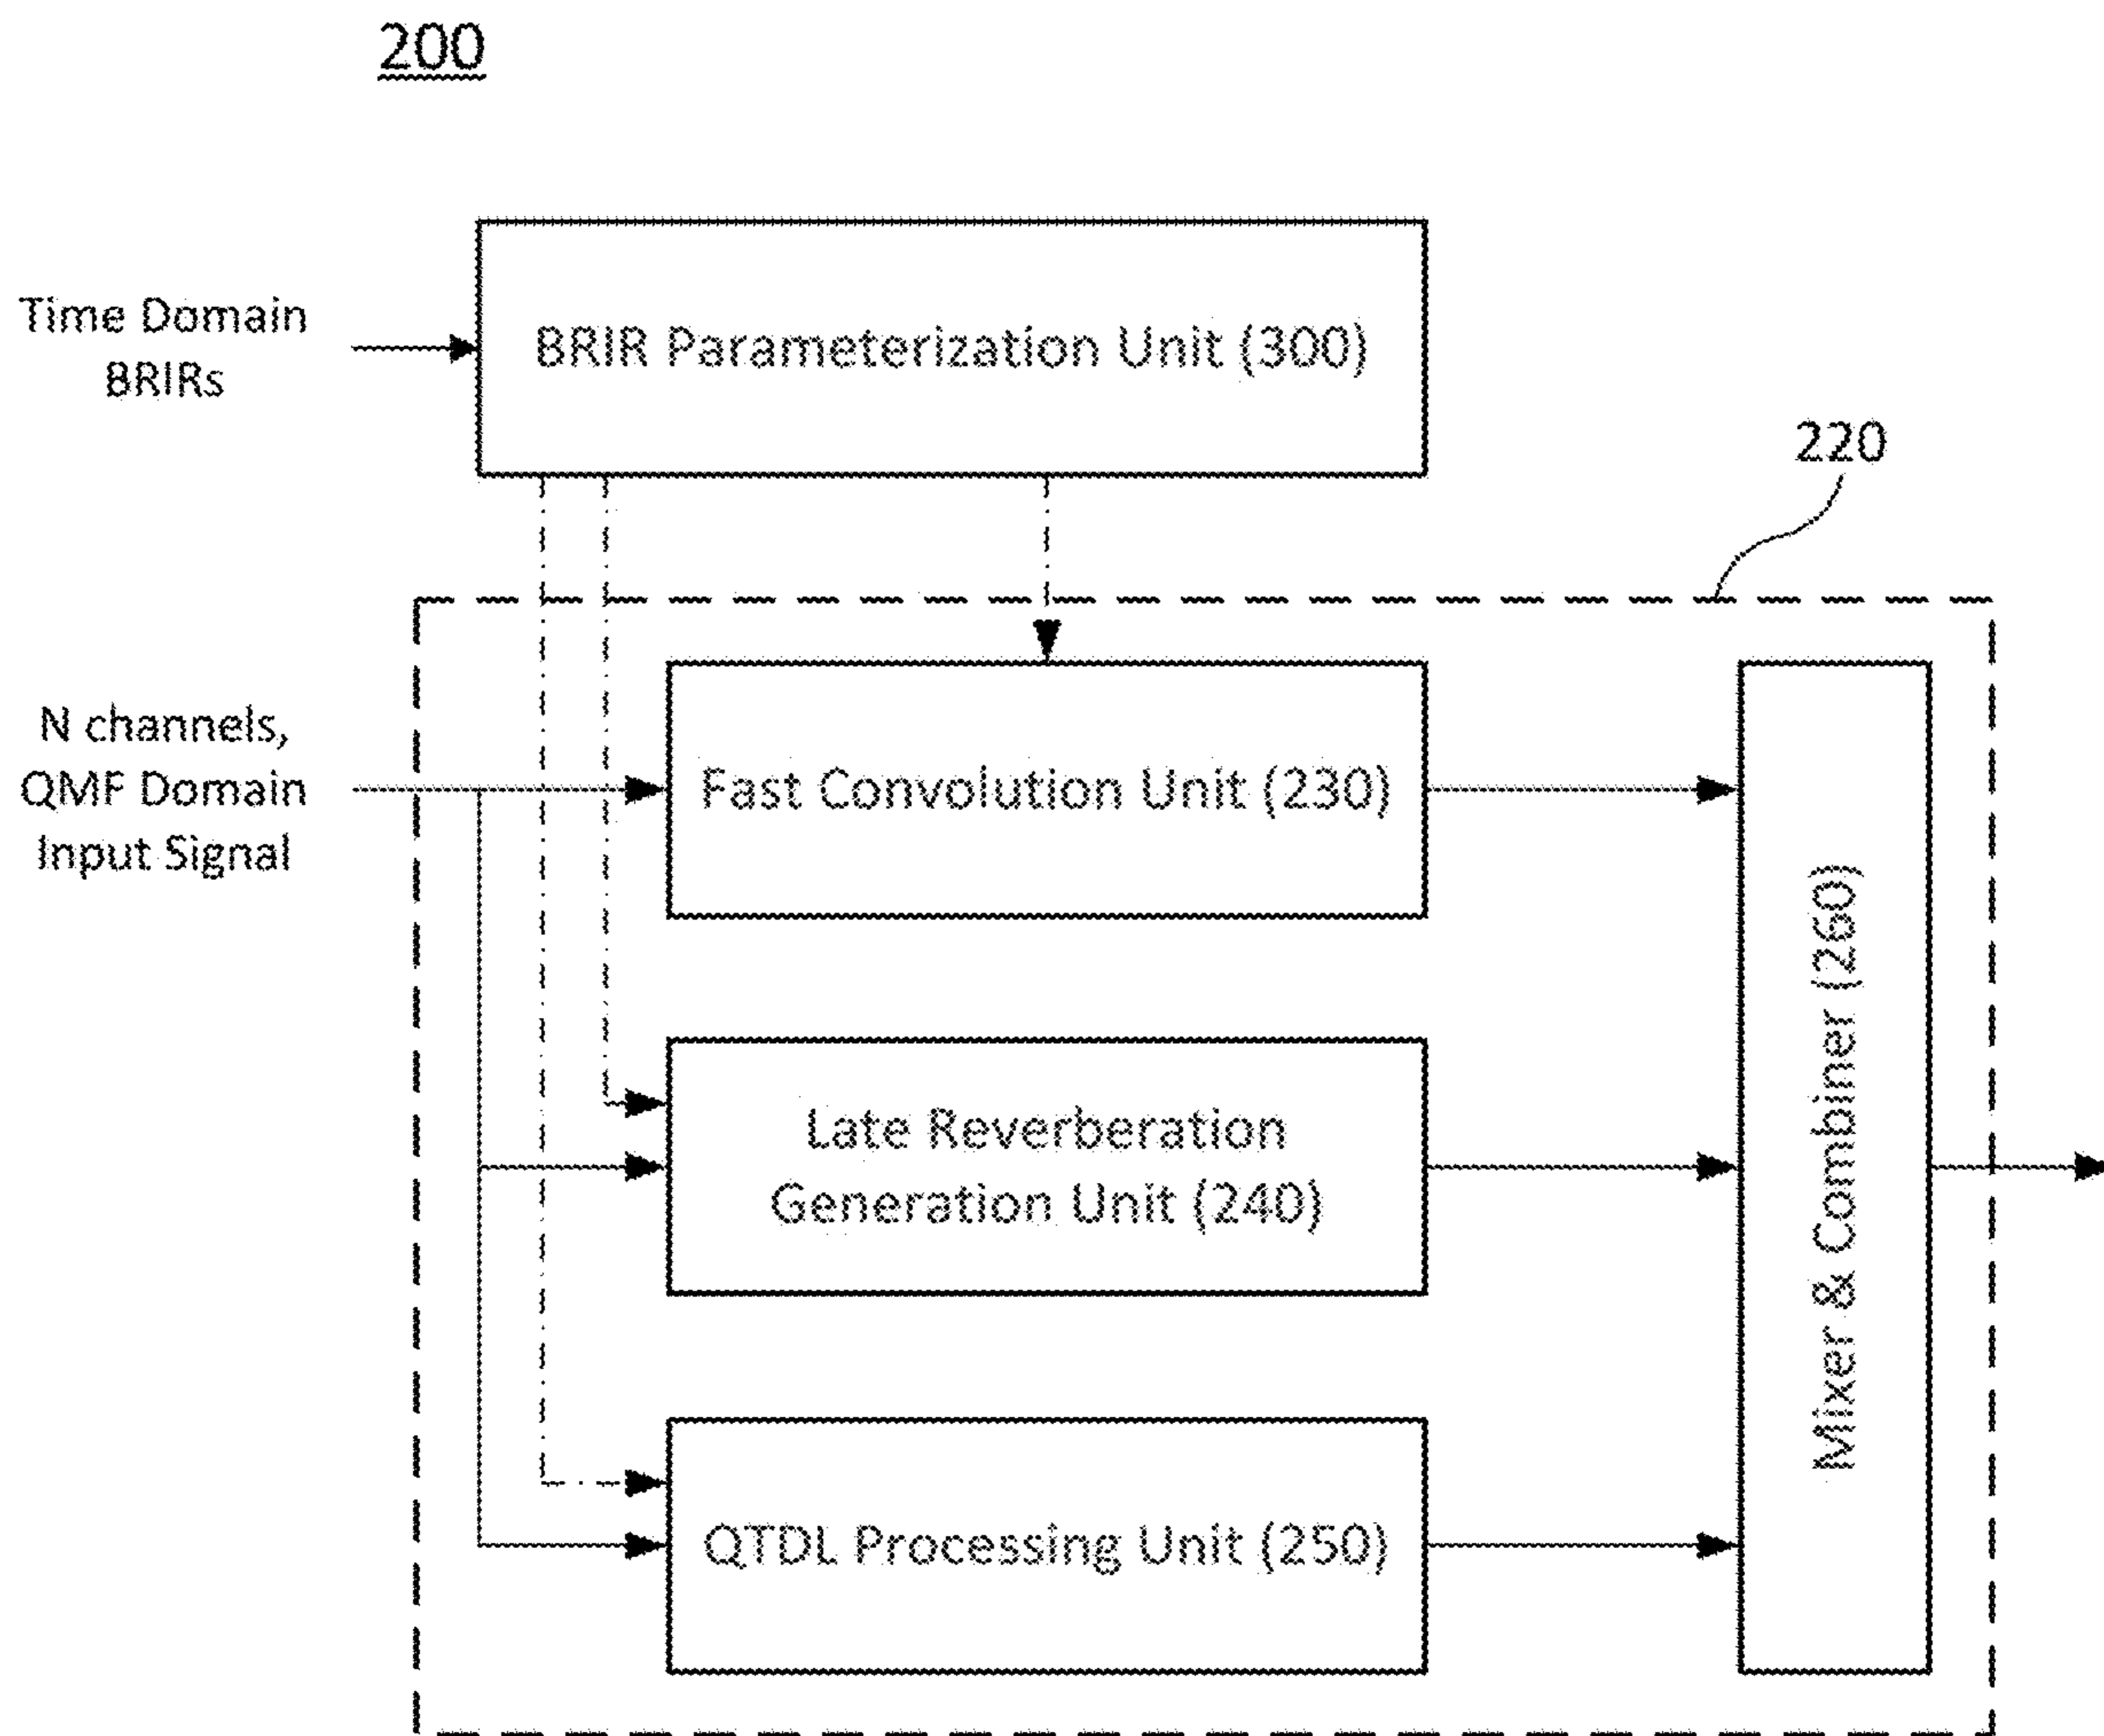 200
Time Domain
BRIRs
BRIR Parameterization Unit (300)
220
N channels,
QMF Domain
Input Signal
Fast Convolution Unit (230)
Late Reverberation
Generation Unit (240)
QTDL Processing Unit (250)
Mixer & Combiner (260)